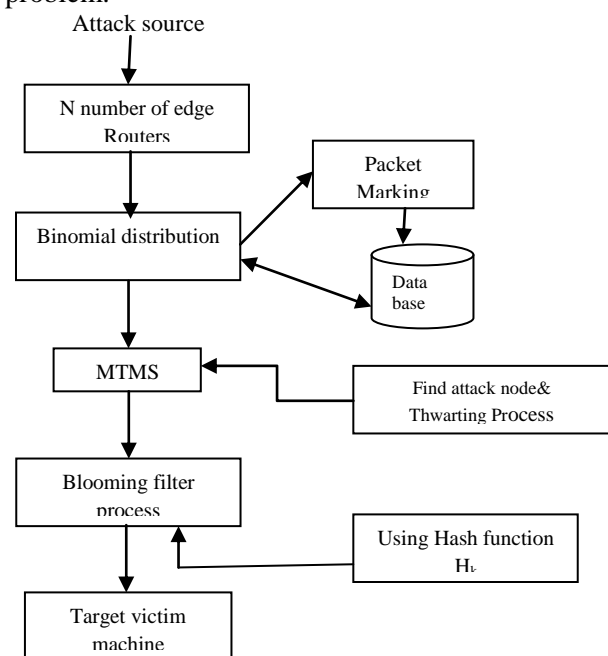 problem.
Attack source
N number of edge
Routers
Packet
Marking
Binomial distribution
Data
base
MTMS
Find attack node&
Thwarting Process
Blooming filter
process
Using Hash function
Hk
Target victim
machine